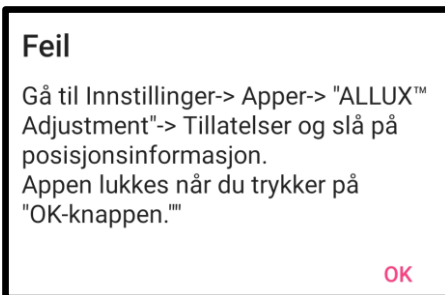 Feil
Gå til Innstillinger-> Apper-> "ALLUX™
Adjustment"-> Tillatelser og slå på
posisjonsinformasjon.
Appen lukkes når du trykker på
"OK-knappen.""
OK